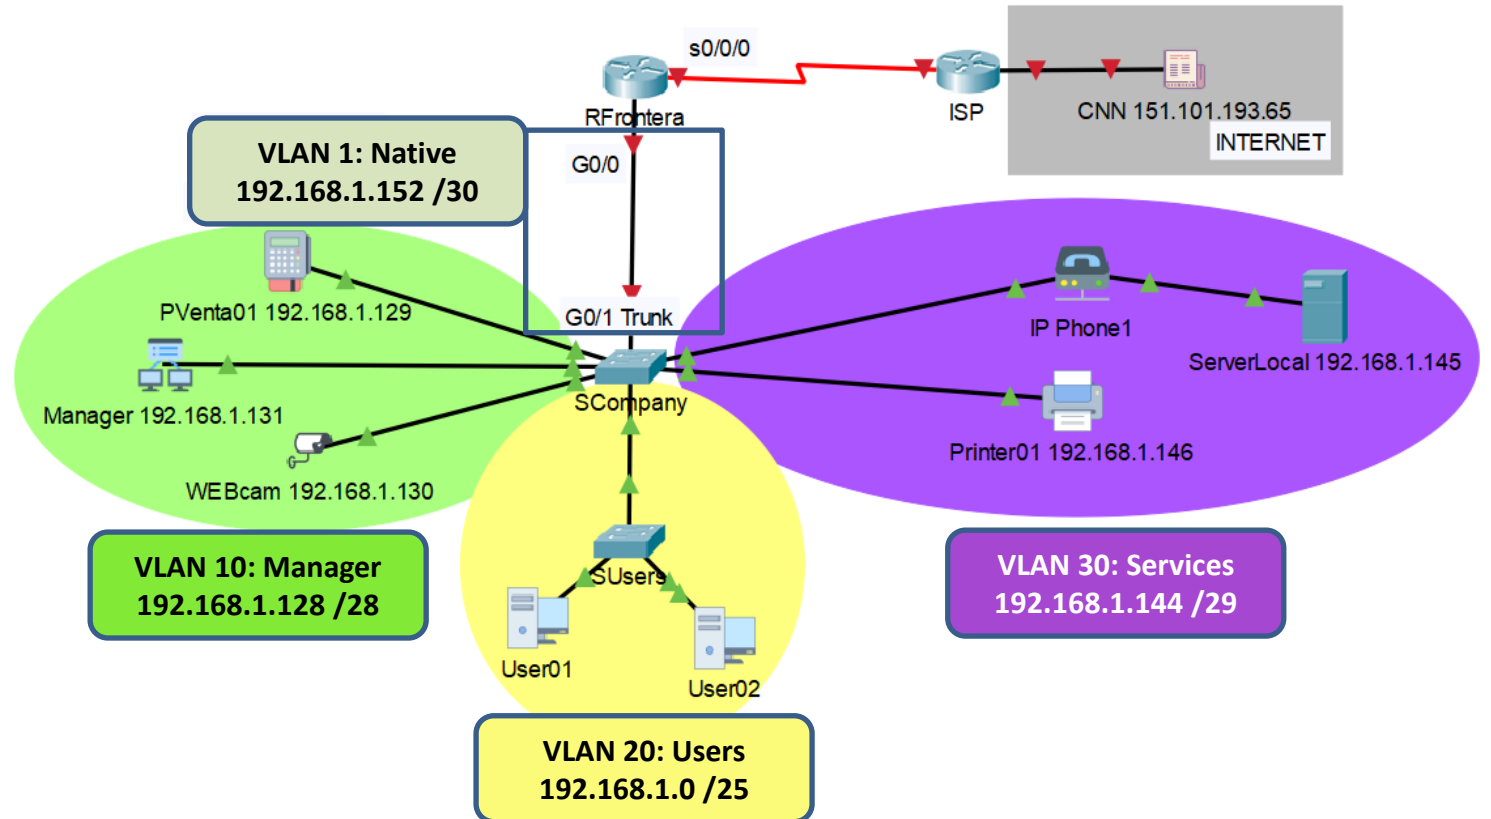 s0/0/0
RFrontera
ISP
CNN 151.101.193.65
INTERNET
VLAN 1: Native
192.168.1.152 /30
G0/0
PVenta01 192.168.1.129
G0/1 Trunk
IP Phone1
ServerLocal 192.168.1.145
Manager 192.168.1.131
SCompany
Printer01 192.168.1.146
WEBcam 192.168.1.130
VLAN 10: Manager
192.168.1.128 /28
SUsers
VLAN 30: Services
192.168.1.144 /29
User01
User02
VLAN 20: Users
192.168.1.0 /25